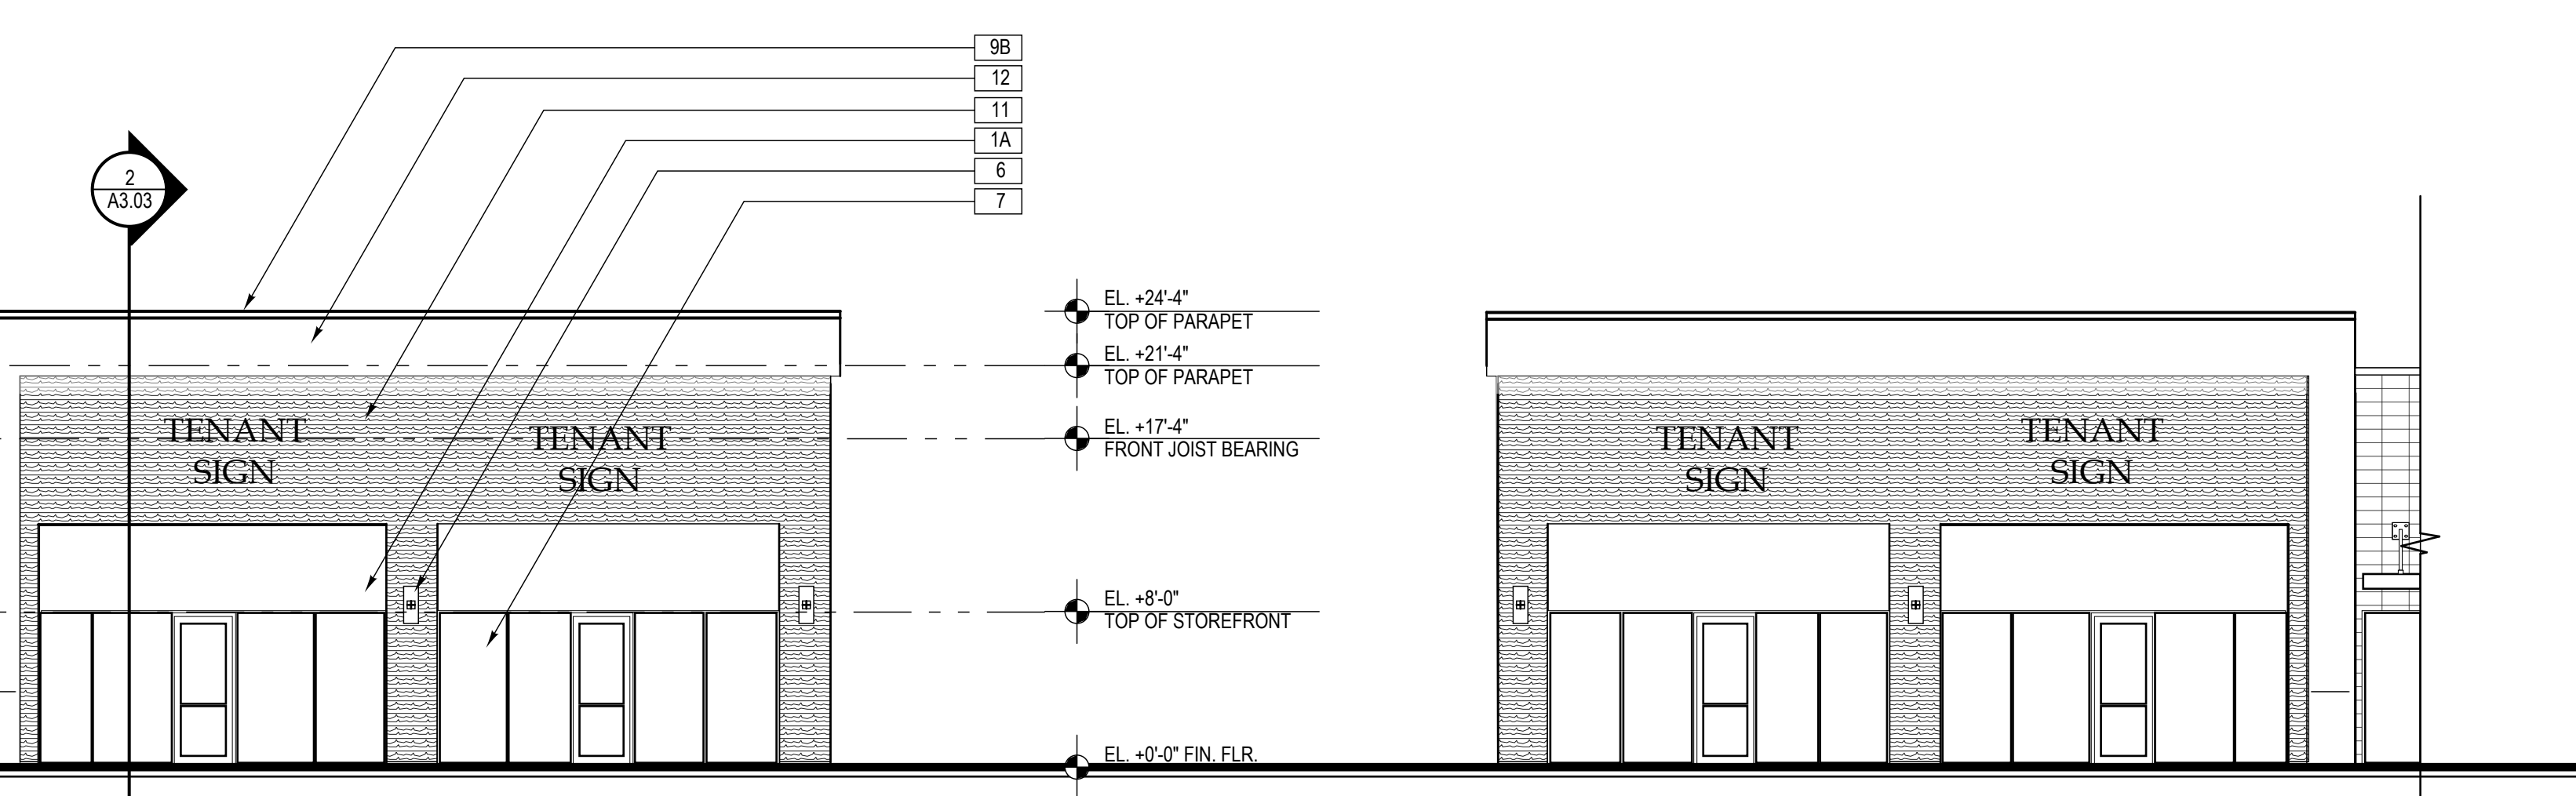 9B
12
11
1A
6
7
2
A3.03
EL. +24'-4"
TOP OF PARAPET
EL. +21'-4"
TOP OF PARAPET
EL. +17'-4"
FRONT JOIST BEARING
TENANT
SIGN
TENANT
SIGN
TENANT
SIGN
TENANT
SIGN
EL. +8'-0"
TOP OF STOREFRONT
EL. +0'-0" FIN. FLR.